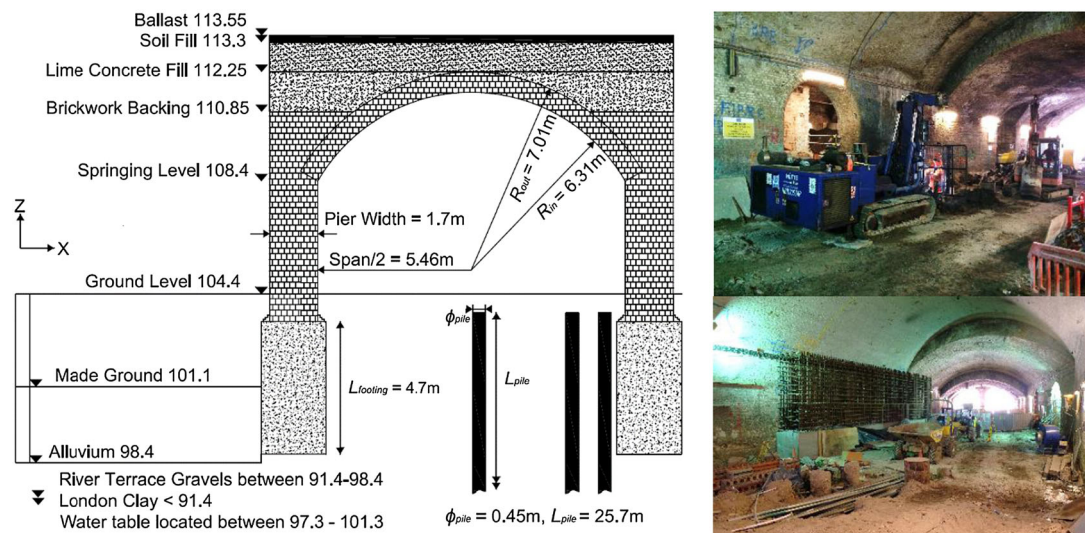 Ballast 113.55
Soil Fill 113.3
Lime Concrete Fill 112.25
Brickwork Backing 110.85
Springing Level 108.4
Rout = 7.01m
Rin = 6.31m
Z
X
Pier Width = 1.7m
Span/2 = 5.46m
Ground Level 104.4
ϕpile
Lpile
Lfooting = 4.7m
Made Ground 101.1
Alluvium 98.4
River Terrace Gravels between 91.4-98.4
London Clay < 91.4
Water table located between 97.3 - 101.3
ϕpile = 0.45m, Lpile = 25.7m